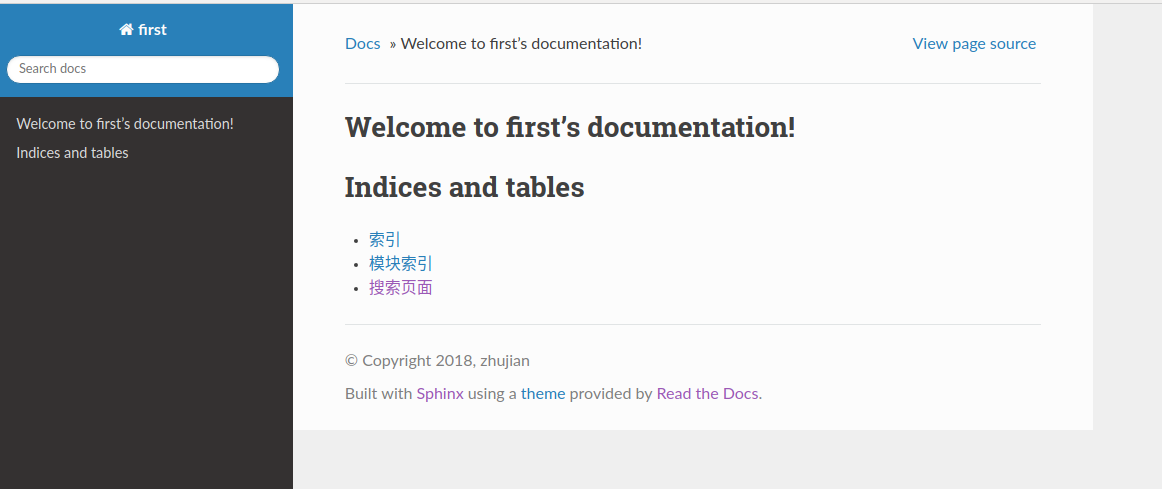 first
Search docs
Welcome to first’s documentation!
Indices and tables
Docs » Welcome to first’s documentation!
View page source
Welcome to first’s documentation!
Indices and tables
索引
模块索引
搜索页面
© Copyright 2018, zhujian
Built with Sphinx using a theme provided by Read the Docs.